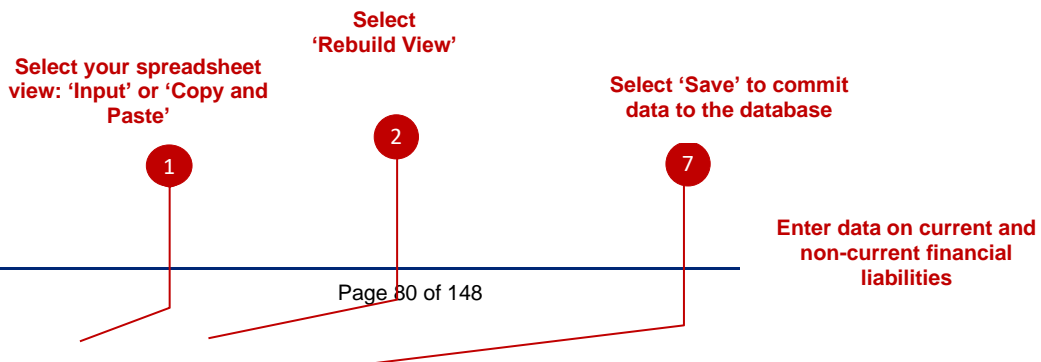 Select
‘Rebuild View’
Select your spreadsheet
view: ‘Input’ or ‘Copy and
Paste’
Select ‘Save’ to commit
data to the database
2
1
7
Enter data on current and
non-current financial
liabilities
Page 80 of 148